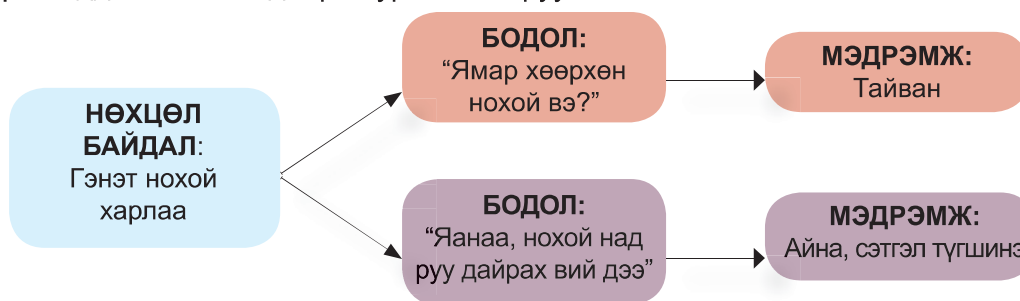 НӨХЦӨЛ
БАЙДАЛ:
Гэнэт нохой
харлаа
БОДОЛ:
“Ямар хөөрхөн
нохой вэ?”
МЭДРЭМЖ:
Тайван
БОДОЛ:
“Яанаа, нохой над
руу дайрах вий дээ”
МЭДРЭМЖ:
Айна, сэтгэл түгшинэ